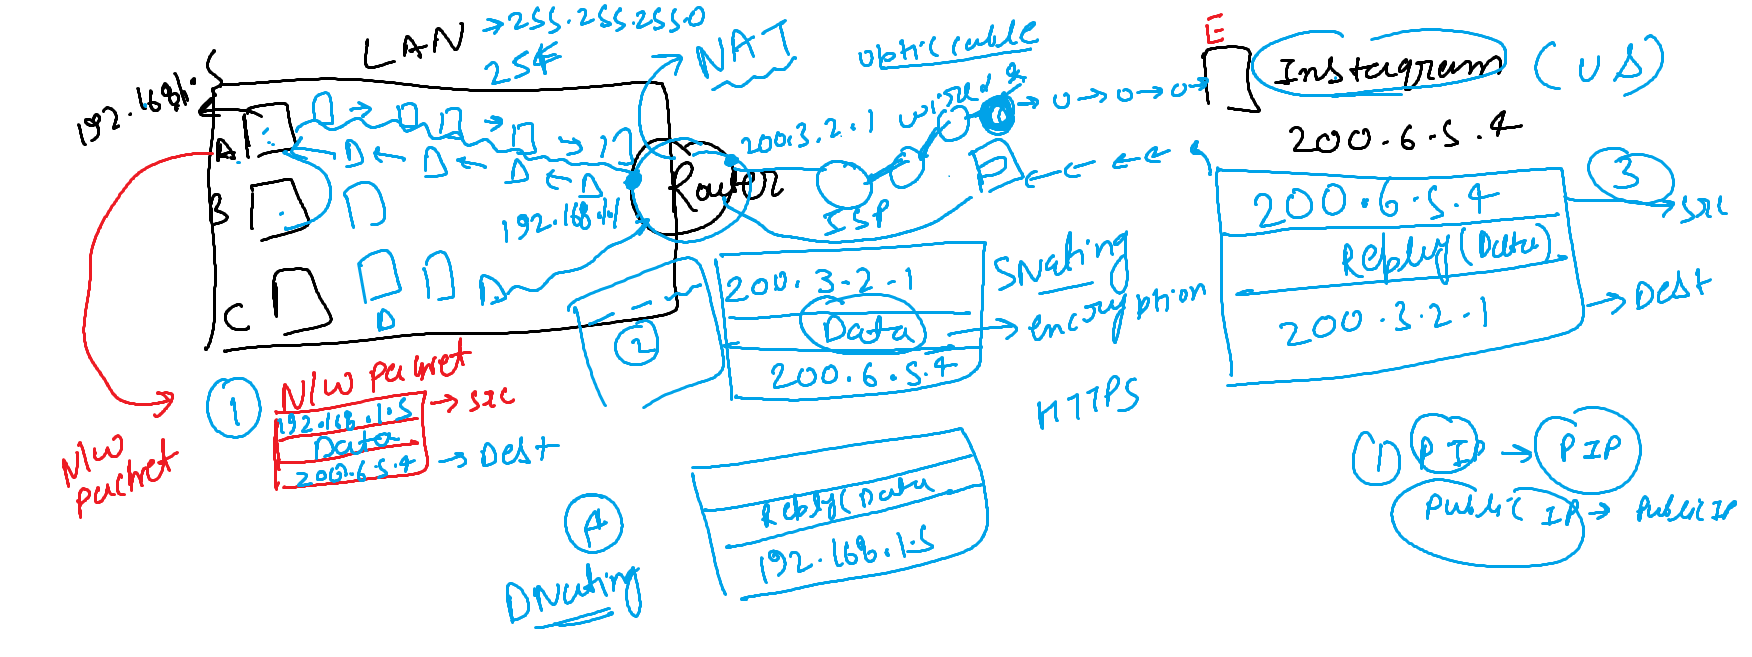 LAN → 255.255.255.0
254
NAT
optic cable
wired &
E
Instagram (US)
200.6.5.4
192.168.1.
A
B
C
Router
192.168.1.1
200.3.2.1
ISP
1
N/W packet
N/W packet
192.168.1.5 → src
Data
200.6.5.4 → Dest
2
200.3.2.1
Data
200.6.5.4
SNating
→ encryption
HTTPS
3
200.6.5.4 → src
Reply (Data)
200.3.2.1 → Dest
4
DNating
Reply (Data
192.168.1.5
1) PIP → PIP
Public IP → Public IP